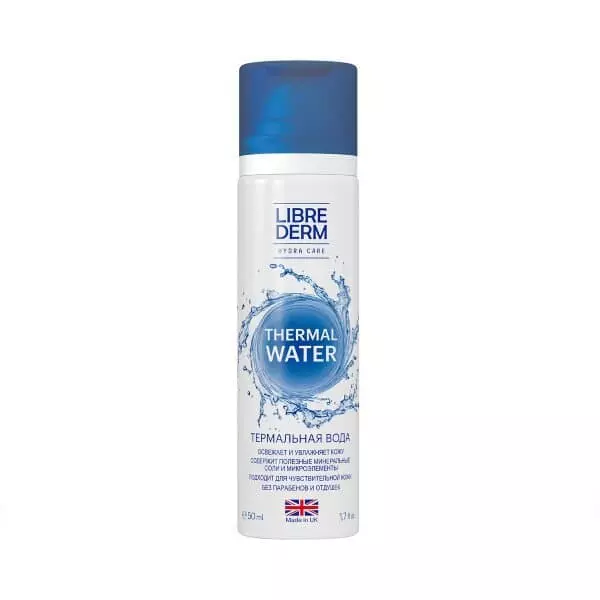 LIBRE
DERM
HYDRA CARE
THERMAL
WATER
ТЕРМАЛЬНАЯ ВОДА
ОСВЕЖАЕТ И УВЛАЖНЯЕТ КОЖУ
СОДЕРЖИТ ПОЛЕЗНЫЕ МИНЕРАЛЬНЫЕ
СОЛИ И МИКРОЭЛЕМЕНТЫ
ПОДХОДИТ ДЛЯ ЧУВСТВИТЕЛЬНОЙ КОЖИ
БЕЗ ПАРАБЕНОВ И ОТДУШЕК
Made in UK
℮ 50 ml 1,7 fl